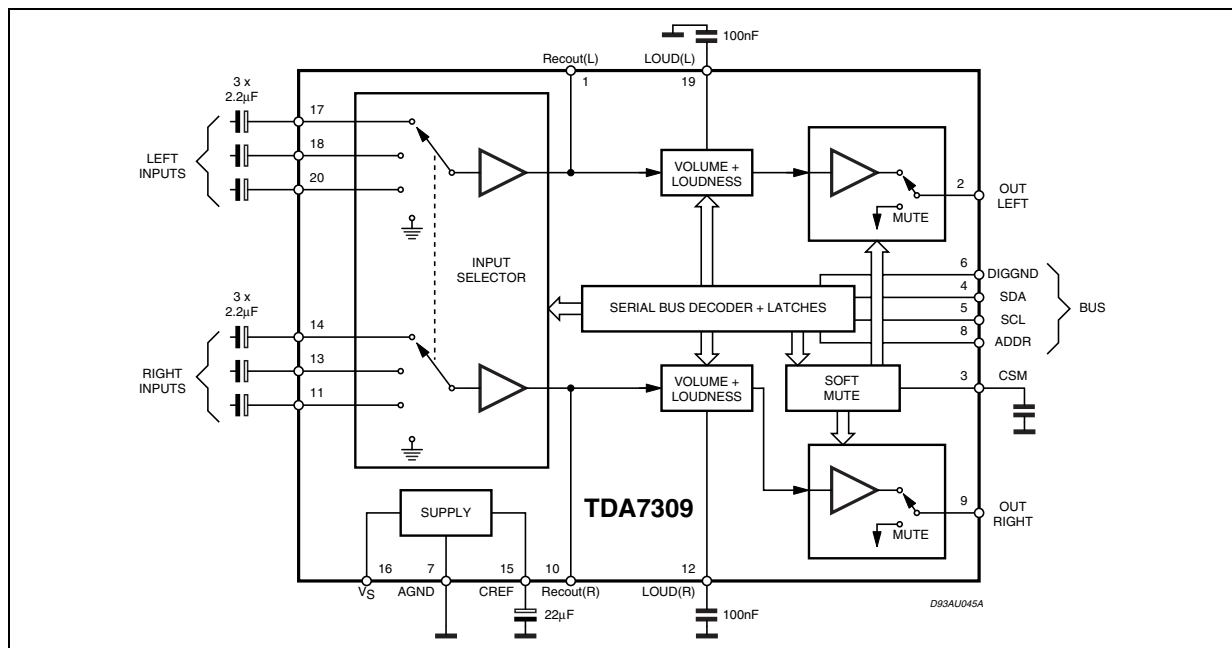 100nF
Recout(L)
LOUD(L)
1
19
3 x
2.2µF
17
18
20
LEFT
INPUTS
VOLUME +
LOUDNESS
MUTE
2
OUT
LEFT
INPUT
SELECTOR
SERIAL BUS DECODER + LATCHES
6
DIGGND
4
SDA
5
SCL
8
ADDR
BUS
3 x
2.2µF
14
13
11
RIGHT
INPUTS
VOLUME +
LOUDNESS
SOFT
MUTE
3
CSM
SUPPLY
TDA7309
MUTE
9
OUT
RIGHT
16
7
15
10
12
VS
AGND
CREF
Recout(R)
LOUD(R)
22µF
100nF
D93AU045A